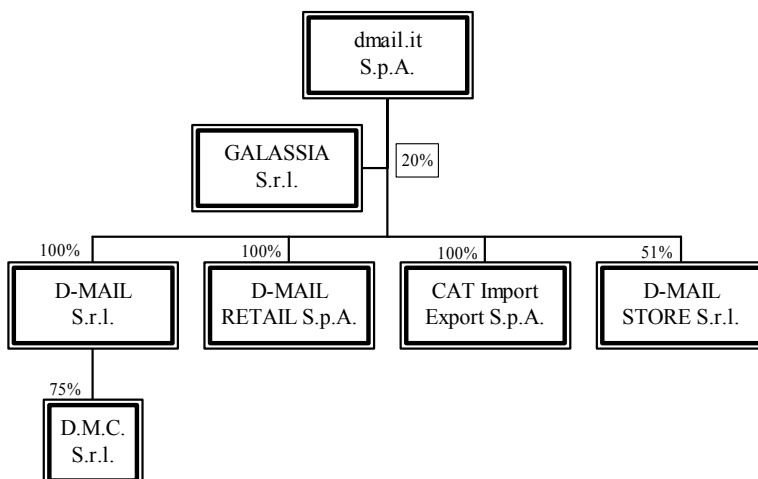 dmail.it
S.p.A.
GALASSIA
S.r.l.
20%
100%
100%
100%
51%
D-MAIL
S.r.l.
D-MAIL
RETAIL S.p.A.
CAT Import
Export S.p.A.
D-MAIL
STORE S.r.l.
75%
D.M.C.
S.r.l.